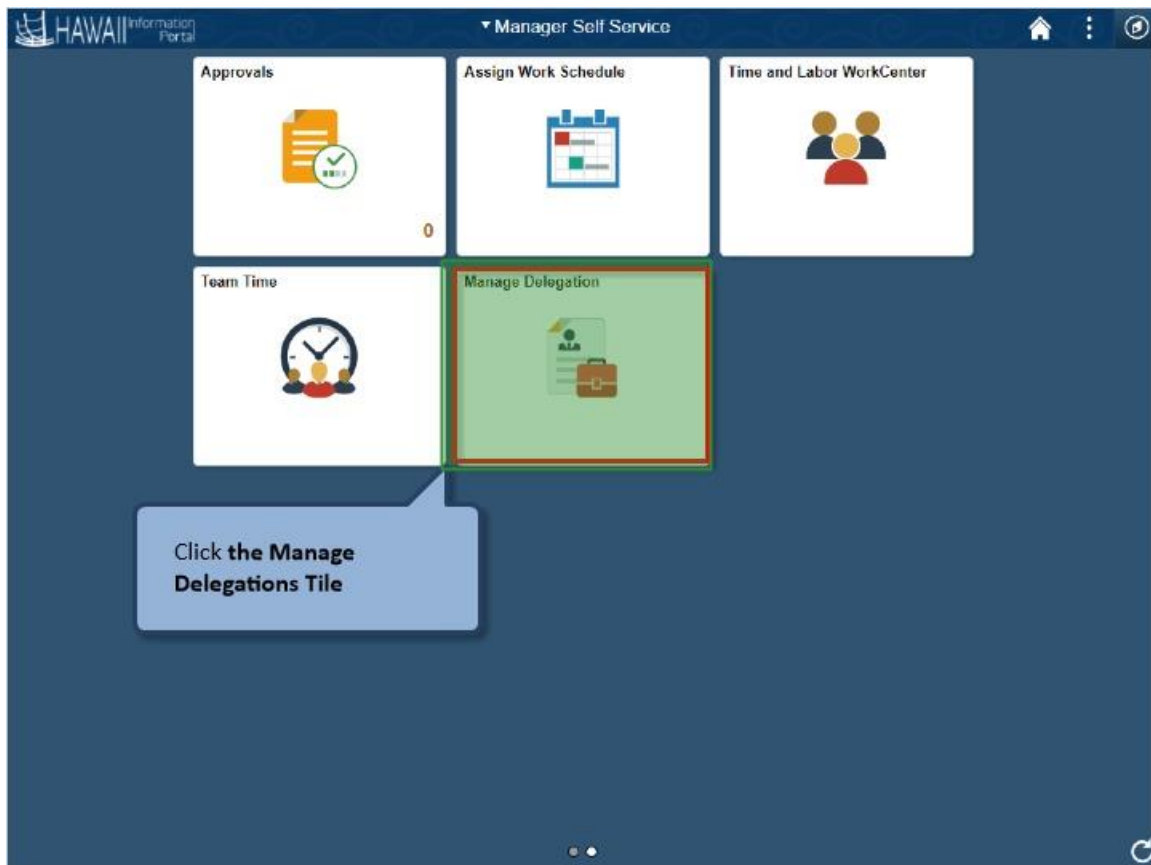 HAWAII Information
Portal
Manager Self Service
Approvals
Assign Work Schedule
Time and Labor WorkCenter
0
Team Time
Manage Delegation
Click the Manage
Delegations Tile